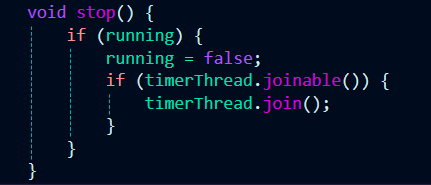 void stop() {
    if (running) {
        running = false;
        if (timerThread.joinable()) {
            timerThread.join();
        }
    }
}